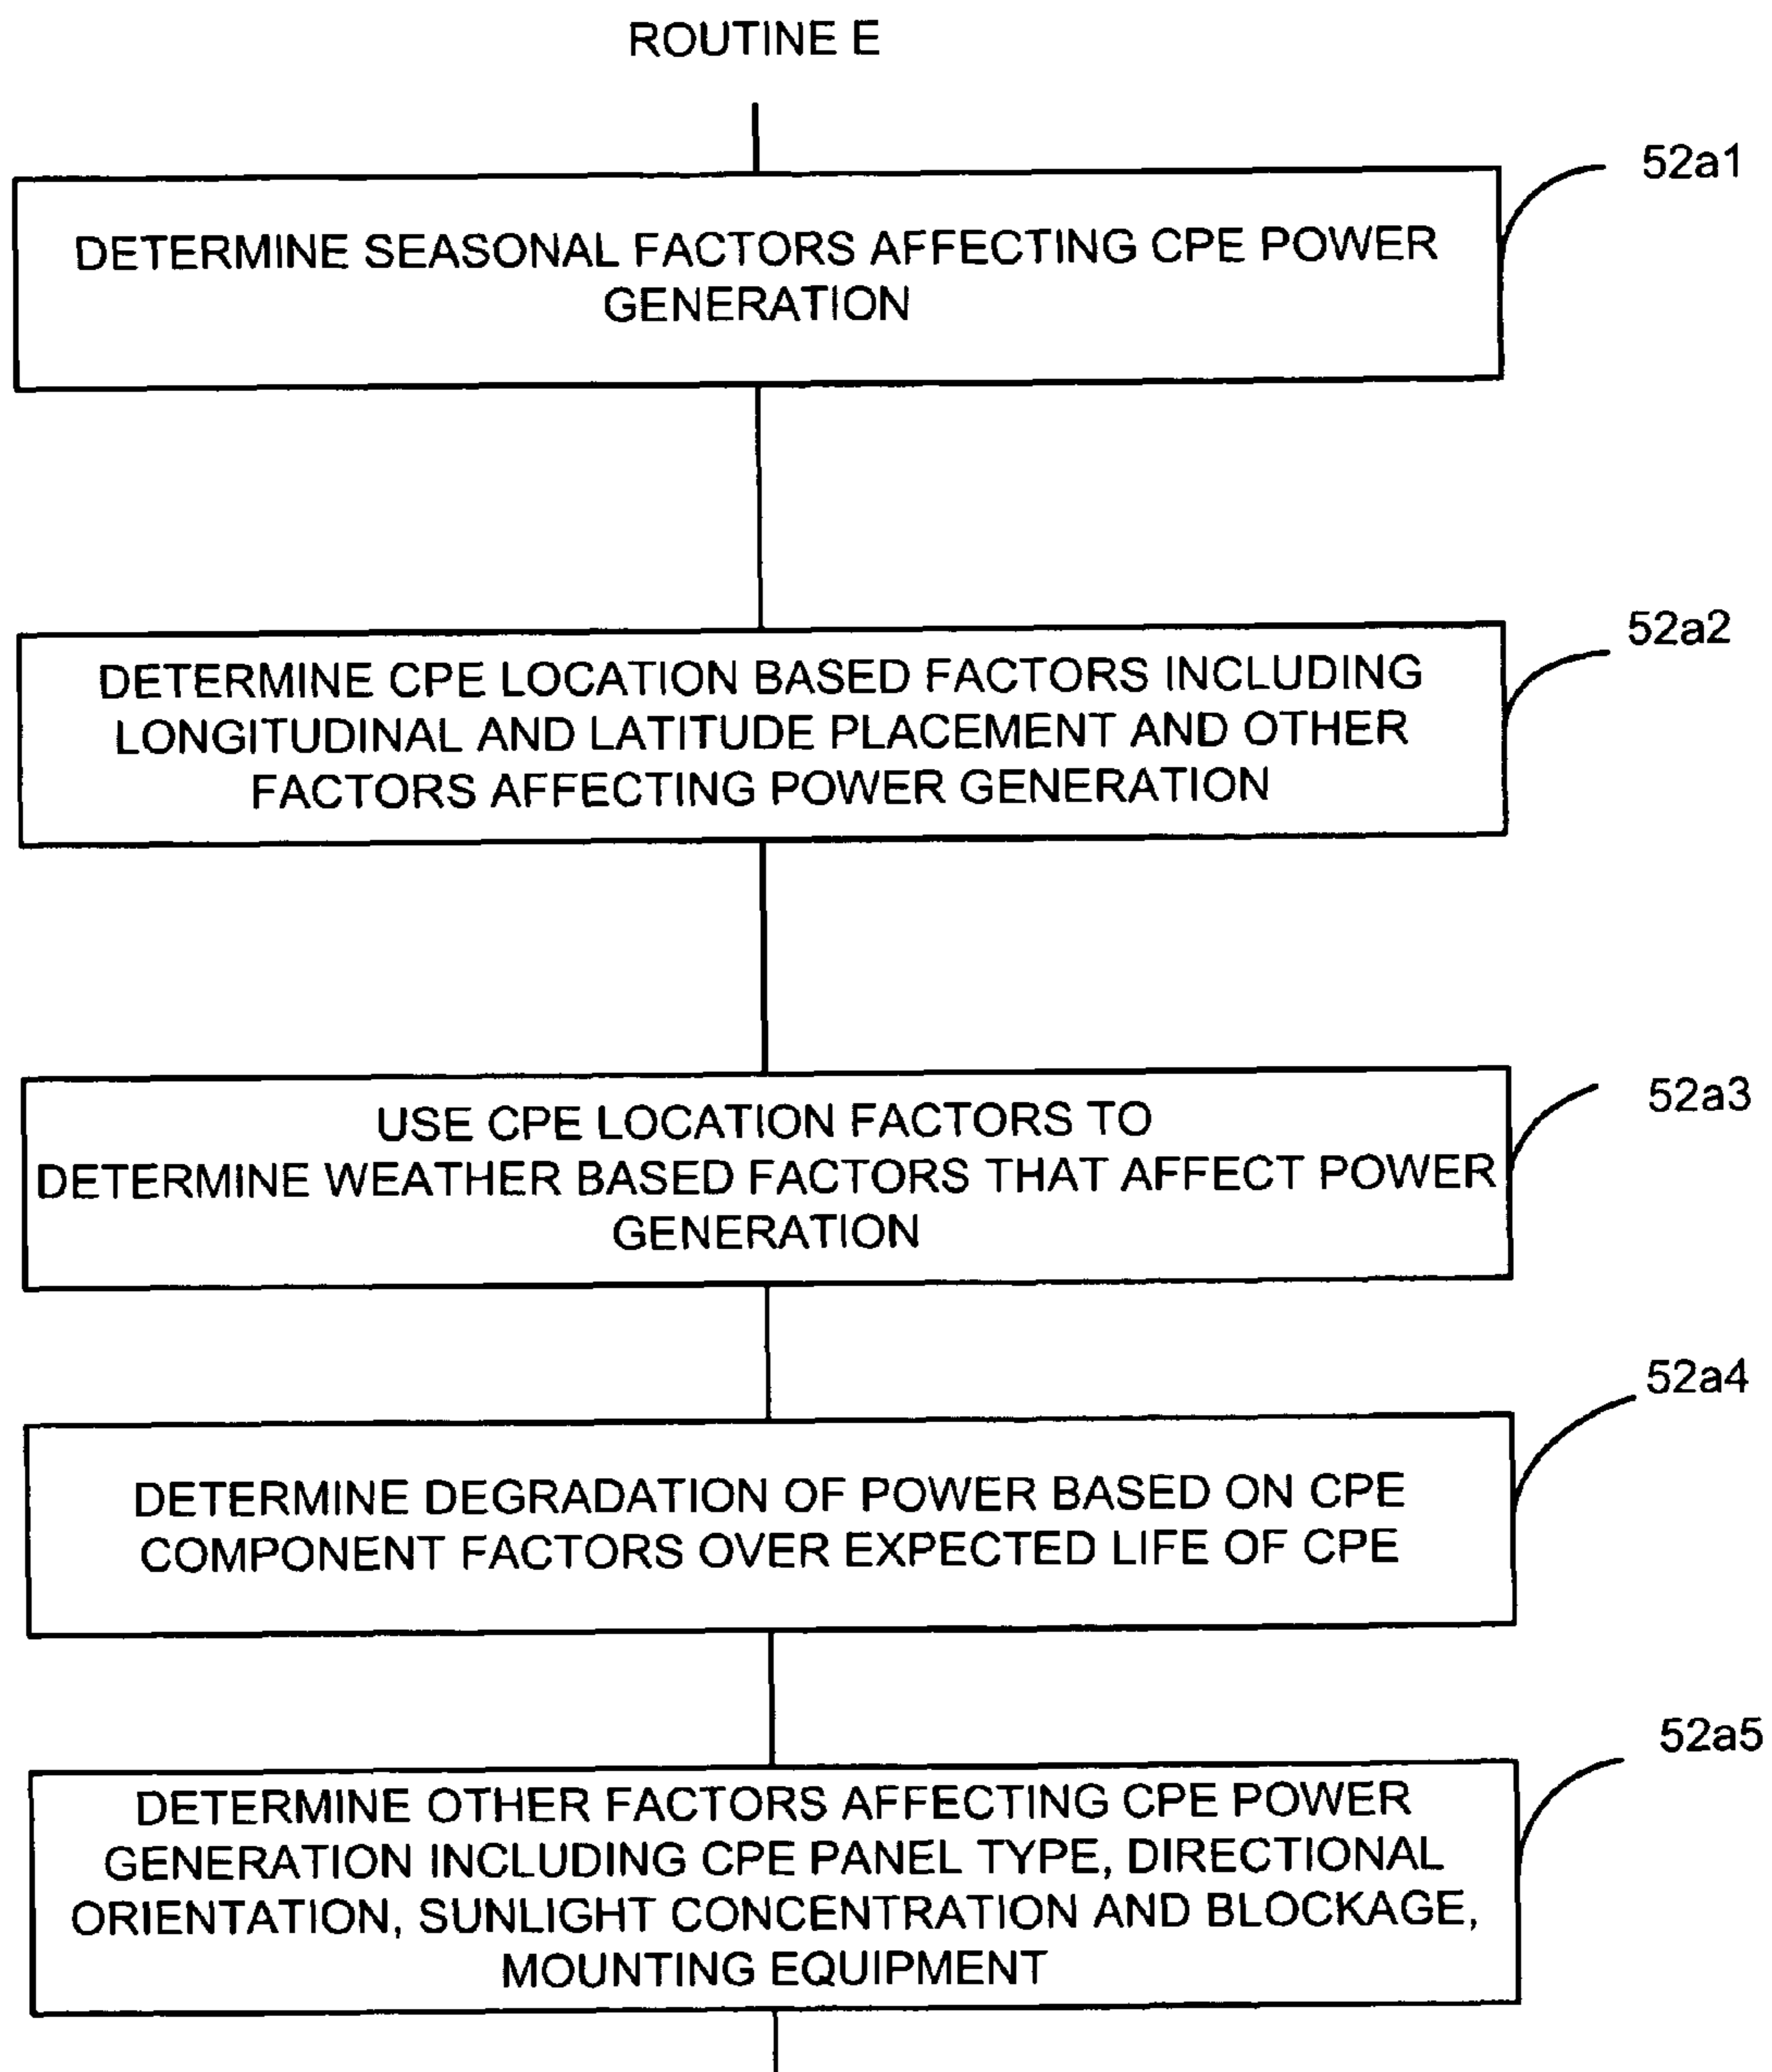 ROUTINE E
52a1
DETERMINE SEASONAL FACTORS AFFECTING CPE POWER
GENERATION
52a2
DETERMINE CPE LOCATION BASED FACTORS INCLUDING
LONGITUDINAL AND LATITUDE PLACEMENT AND OTHER
FACTORS AFFECTING POWER GENERATION
52a3
USE CPE LOCATION FACTORS TO
DETERMINE WEATHER BASED FACTORS THAT AFFECT POWER
GENERATION
52a4
DETERMINE DEGRADATION OF POWER BASED ON CPE
COMPONENT FACTORS OVER EXPECTED LIFE OF CPE
52a5
DETERMINE OTHER FACTORS AFFECTING CPE POWER
GENERATION INCLUDING CPE PANEL TYPE, DIRECTIONAL
ORIENTATION, SUNLIGHT CONCENTRATION AND BLOCKAGE,
MOUNTING EQUIPMENT